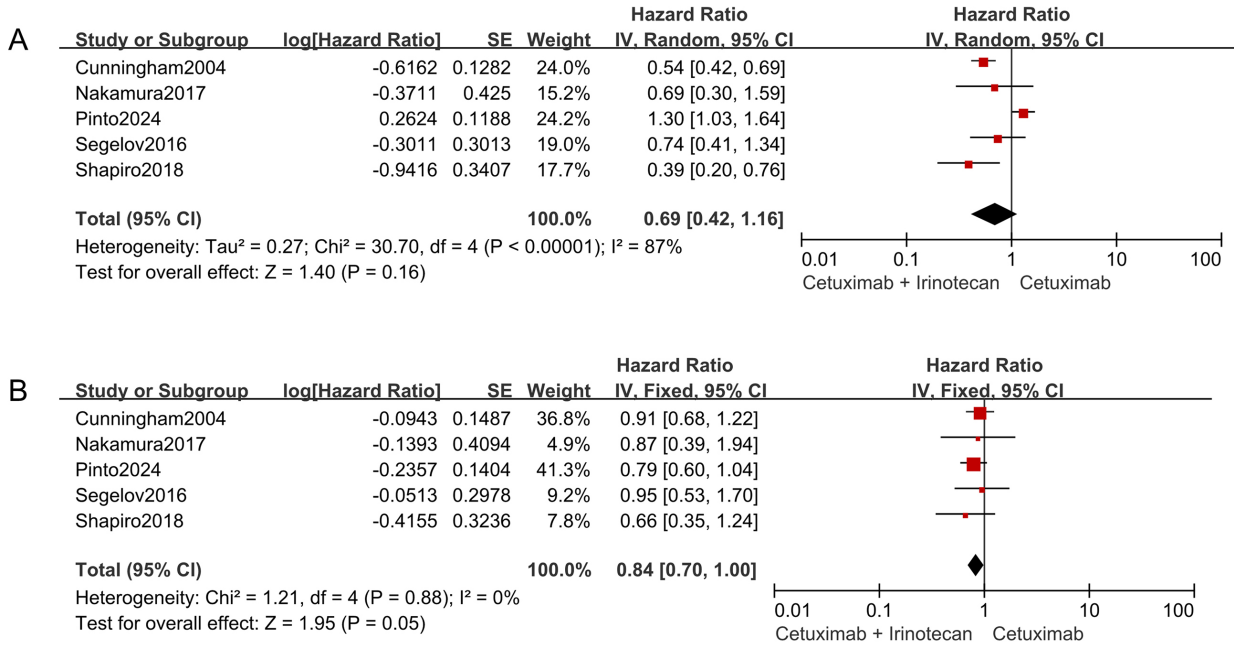 A
Hazard Ratio Hazard Ratio
Study or Subgroup log[Hazard Ratio] SE Weight IV, Random, 95% CI IV, Random, 95% CI
Cunningham2004 -0.6162 0.1282 24.0% 0.54 [0.42, 0.69]
Nakamura2017 -0.3711 0.425 15.2% 0.69 [0.30, 1.59]
Pinto2024 0.2624 0.1188 24.2% 1.30 [1.03, 1.64]
Segelov2016 -0.3011 0.3013 19.0% 0.74 [0.41, 1.34]
Shapiro2018 -0.9416 0.3407 17.7% 0.39 [0.20, 0.76]
Total (95% CI) 100.0% 0.69 [0.42, 1.16]
Heterogeneity: Tau² = 0.27; Chi² = 30.70, df = 4 (P < 0.00001); I² = 87%
Test for overall effect: Z = 1.40 (P = 0.16)
0.01 0.1 1 10 100
Cetuximab + Irinotecan Cetuximab
B
Hazard Ratio Hazard Ratio
Study or Subgroup log[Hazard Ratio] SE Weight IV, Fixed, 95% CI IV, Fixed, 95% CI
Cunningham2004 -0.0943 0.1487 36.8% 0.91 [0.68, 1.22]
Nakamura2017 -0.1393 0.4094 4.9% 0.87 [0.39, 1.94]
Pinto2024 -0.2357 0.1404 41.3% 0.79 [0.60, 1.04]
Segelov2016 -0.0513 0.2978 9.2% 0.95 [0.53, 1.70]
Shapiro2018 -0.4155 0.3236 7.8% 0.66 [0.35, 1.24]
Total (95% CI) 100.0% 0.84 [0.70, 1.00]
Heterogeneity: Chi² = 1.21, df = 4 (P = 0.88); I² = 0%
Test for overall effect: Z = 1.95 (P = 0.05)
0.01 0.1 1 10 100
Cetuximab + Irinotecan Cetuximab